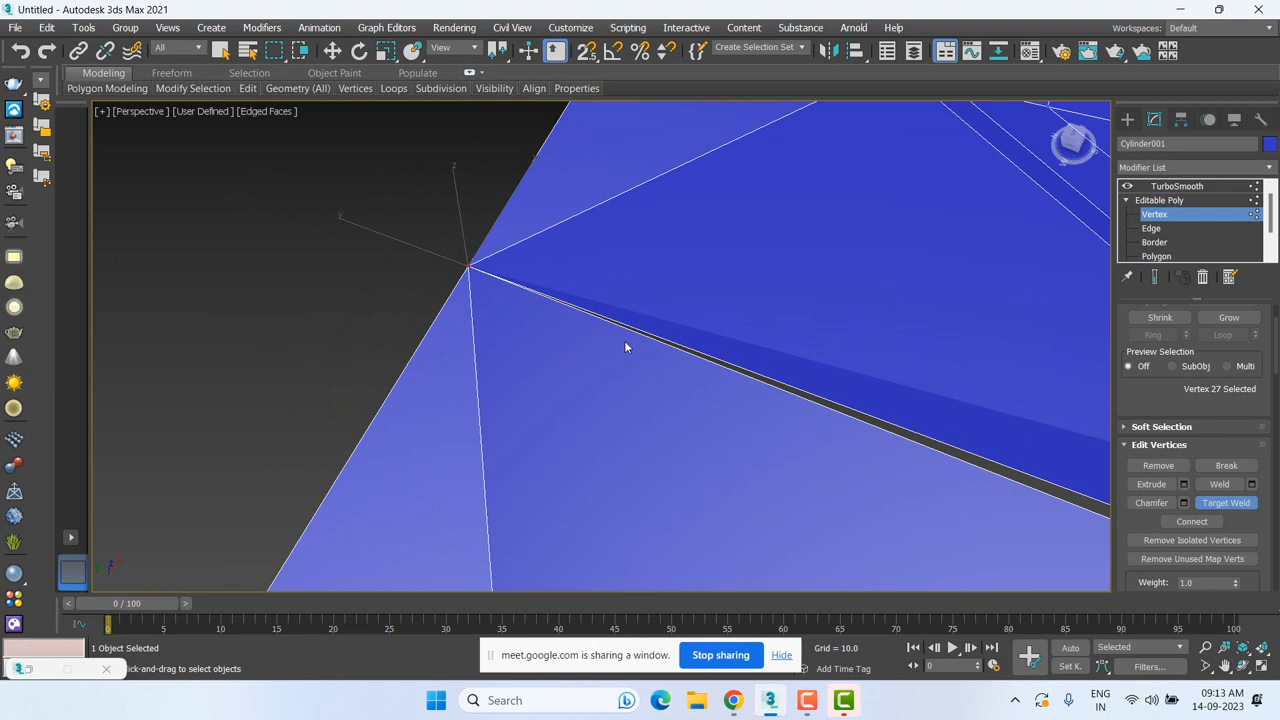 Untitled - Autodesk 3ds Max 2021
File Edit Tools Group Views Create Modifiers Animation Graph Editors Rendering Civil View Customize Scripting Interactive Content Substance Arnold Help Workspaces: Default
All View Create Selection Set
Modeling Freeform Selection Object Paint Populate
Polygon Modeling Modify Selection Edit Geometry (All) Vertices Loops Subdivision Visibility Align Properties
[+] [Perspective] [User Defined] [Edged Faces]
z
y
Cylinder001
Modifier List
TurboSmooth
Editable Poly
Vertex
Edge
Border
Polygon
Shrink Grow
Ring Loop
Preview Selection
Off SubObj Multi
Vertex 27 Selected
Soft Selection
Edit Vertices
Remove Break
Extrude Weld
Chamfer Target Weld
Connect
Remove Isolated Vertices
Remove Unused Map Verts
Weight: 1.0
< 0 / 100 >
0 5 10 15 20 25 30 35 40 45 50 55 60 65 70 75 80 85 90 95 100
1 Object Selected
meet.google.com is sharing a window. Stop sharing Hide
Grid = 10.0
Auto Selected
ick-and-drag to select objects
Add Time Tag
0
Set K. Filters...
Search
ENG
IN
09:13 AM
14-09-2023